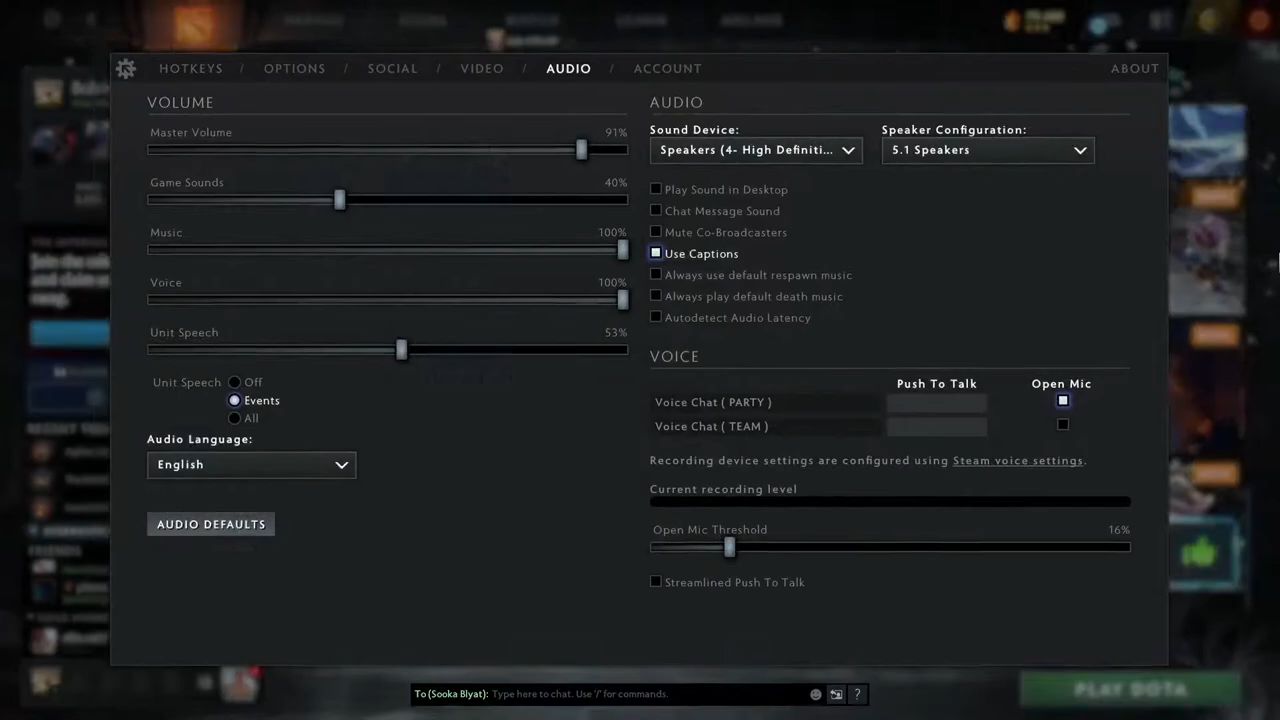 HOTKEYS / OPTIONS / SOCIAL / VIDEO / AUDIO / ACCOUNT ABOUT
VOLUME
Master Volume 91%
Game Sounds 40%
Music 100%
Voice 100%
Unit Speech 53%
Unit Speech Off
Events
All
Audio Language:
English
AUDIO DEFAULTS
AUDIO
Sound Device: Speaker Configuration:
Speakers (4- High Definiti... 5.1 Speakers
Play Sound in Desktop
Chat Message Sound
Mute Co-Broadcasters
Use Captions
Always use default respawn music
Always play default death music
Autodetect Audio Latency
VOICE
Push To Talk Open Mic
Voice Chat ( PARTY )
Voice Chat ( TEAM )
Recording device settings are configured using Steam voice settings.
Current recording level
Open Mic Threshold 16%
Streamlined Push To Talk
FRIENDS
To (Sooka Blyat): Type here to chat. Use '/' for commands. ?
PLAY DOTA